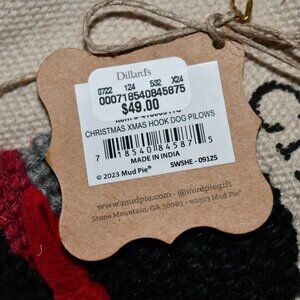 Dillard's
0722 124 532 X24
000718540845875
$49.00
CHRISTMAS XMAS HOOK DOG PILOWS
7 18540 84587 5
MADE IN INDIA
SWSHE - 09125
© 2023 Mud Pie®
www.mudpie.com · @mudpiegift
Stone Mountain, GA 30083 · ©2023 Mud Pie®